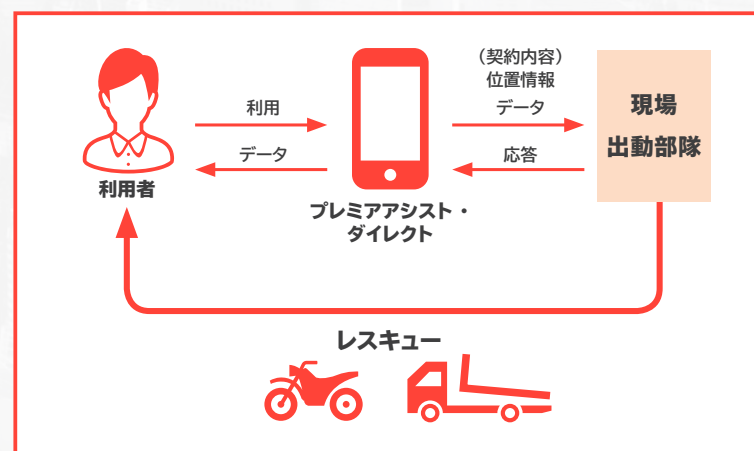 利用者
利用
データ
プレミアアシスト・
ダイレクト
（契約内容）
位置情報
データ
応答
現場
出動部隊
レスキュー